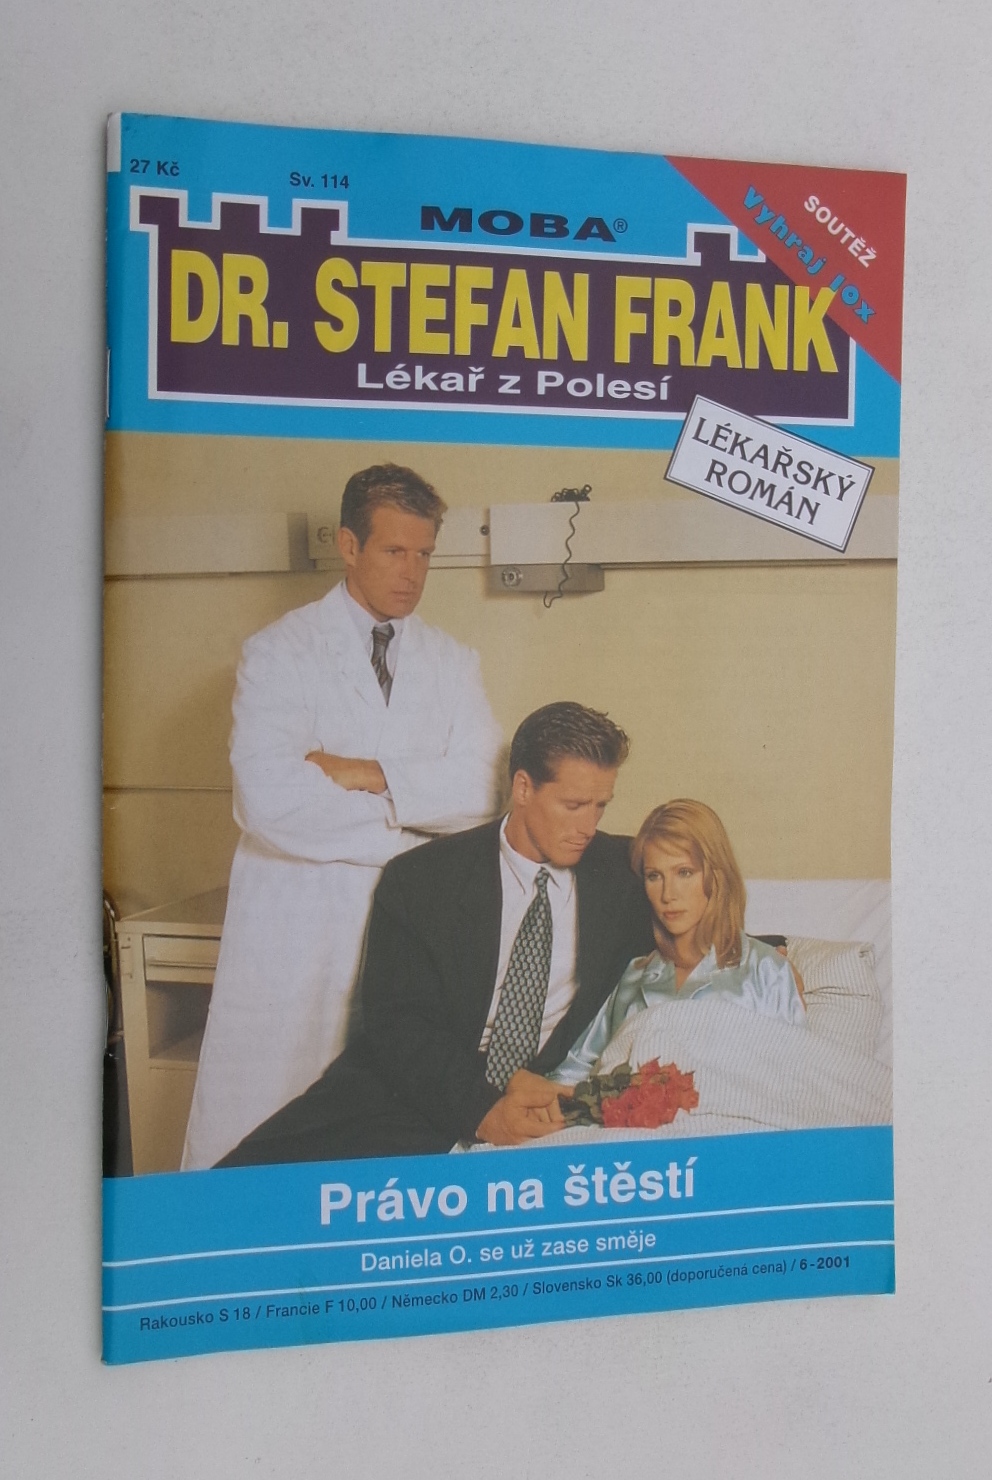 27 Kč
Sv. 114
MOBA®
SOUTĚŽ
Vyhraj JOX
DR. STEFAN FRANK
Lékař z Polesí
LÉKAŘSKÝ
ROMÁN
Právo na štěstí
Daniela O. se už zase směje
Rakousko S 18 / Francie F 10,00 / Německo DM 2,30 / Slovensko Sk 36,00 (doporučená cena) / 6-2001